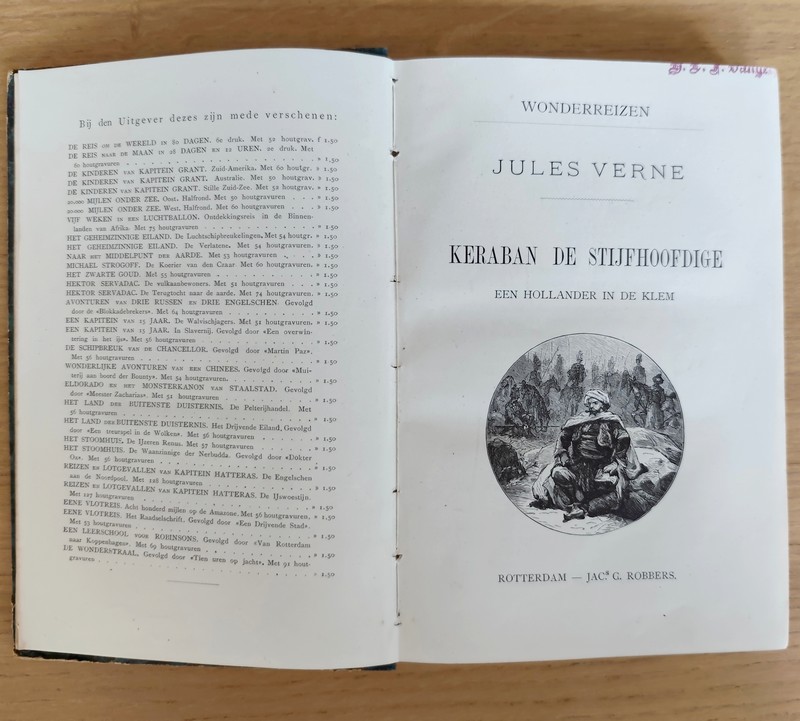 Bij den Uitgever dezes zijn mede verschenen:
DE REIS OM DE WERELD IN 80 DAGEN. 6e druk. Met 52 houtgrav. f 1.50
DE REIS NAAR DE MAAN IN 28 DAGEN EN 12 UREN. 2e druk. Met
60 houtgravuren . . . . . . . . . . . . . » 1.50
DE KINDEREN VAN KAPITEIN GRANT. Zuid-Amerika. Met 60 houtgr. » 1.50
DE KINDEREN VAN KAPITEIN GRANT. Australie. Met 50 houtgrav. » 1.50
DE KINDEREN VAN KAPITEIN GRANT. Stille Zuid-Zee. Met 52 houtgrav. » 1.50
20.000 MIJLEN ONDER ZEE. Oost. Halfrond. Met 50 houtgravuren . . . » 1.50
20.000 MIJLEN ONDER ZEE. West. Halfrond. Met 60 houtgravuren . . . » 1.50
VIJF WEKEN IN EEN LUCHTBALLON. Ontdekkingsreis in de Binnen-
landen van Afrika. Met 73 houtgravuren . . . . . . . . » 1.50
HET GEHEIMZINNIGE EILAND. De Luchtschipbreukelingen. Met 54 houtgr. » 1.50
HET GEHEIMZINNIGE EILAND. De Verlatene. Met 54 houtgravuren. » 1.50
NAAR HET MIDDELPUNT DER AARDE. Met 53 houtgravuren . . . » 1.50
MICHAEL STROGOFF. De Koerier van den Czaar Met 60 houtgravuren. » 1.50
HET ZWARTE GOUD. Met 55 houtgravuren . . . . . . . . » 1.50
HEKTOR SERVADAC. De vulkaanbewoners. Met 52 houtgravuren . . » 1.50
HEKTOR SERVADAC. De Terugtocht naar de aarde. Met 74 houtgravuren. » 1.50
AVONTUREN VAN DRIE RUSSEN EN DRIE ENGELSCHEN. Gevolgd
door de «Blokkadebrekers». Met 64 houtgravuren . . . . . » 1.50
EEN KAPITEIN VAN 15 JAAR. De Walvischjagers. Met 51 houtgravuren. » 1.50
EEN KAPITEIN VAN 15 JAAR. In Slavernij. Gevolgd door «Een overwin-
tering in het ijs». Met 56 houtgravuren . . . . . . . » 1.50
DE SCHIPBREUK VAN DE CHANCELLOR. Gevolgd door «Martin Paz».
Met 56 houtgravuren . . . . . . . . . . . » 1.50
WONDERLIJKE AVONTUREN VAN EEN CHINEES. Gevolgd door «Mui-
terij aan boord der Bounty». Met 54 houtgravuren. . . . . » 1.50
ELDORADO EN HET MONSTERKANON VAN STAALSTAD. Gevolgd
door «Meester Zacharias». Met 51 houtgravuren . . . . . » 1.50
HET LAND DER BUITENSTE DUISTERNIS. De Pelterijhandel. Met
56 houtgravuren . . . . . . . . . . . . » 1.50
HET LAND DER BUITENSTE DUISTERNIS. Het Drijvende Eiland. Gevolgd
door «Een treurspel in de Wolken». Met 56 houtgravuren . . . » 1.50
HET STOOMHUIS. De IJzeren Reus. Met 57 houtgravuren . . . » 1.50
HET STOOMHUIS. De Waanzinnige der Nerbudda. Gevolgd door «Dokter
Ox». Met 56 houtgravuren . . . . . . . . . . » 1.50
REIZEN EN LOTGEVALLEN VAN KAPITEIN HATTERAS. De Engelschen
aan de Noordpool. Met 128 houtgravuren . . . . . . . » 1.50
REIZEN EN LOTGEVALLEN VAN KAPITEIN HATTERAS. De IJswoestijn.
Met 127 houtgravuren . . . . . . . . . . . » 1.50
EENE VLOTREIS. Acht honderd mijlen op de Amazone. Met 56 houtgravuren. » 1.50
EENE VLOTREIS. Het Raadselschrift. Gevolgd door «Een Drijvende Stad».
Met 53 houtgravuren . . . . . . . . . . . » 1.50
EEN LEERSCHOOL VOOR ROBINSONS. Gevolgd door «Van Rotterdam
naar Koppenhagen». Met 69 houtgravuren . . . . . . . » 1.50
DE WONDERSTRAAL, Gevolgd door «Tien uren op jacht». Met 91 hout-
gravuren . . . . . . . . . . . . . » 1.50
WONDERREIZEN
JULES VERNE
KERABAN DE STIJFHOOFDIGE
EEN HOLLANDER IN DE KLEM
ROTTERDAM — JACs. G. ROBBERS.